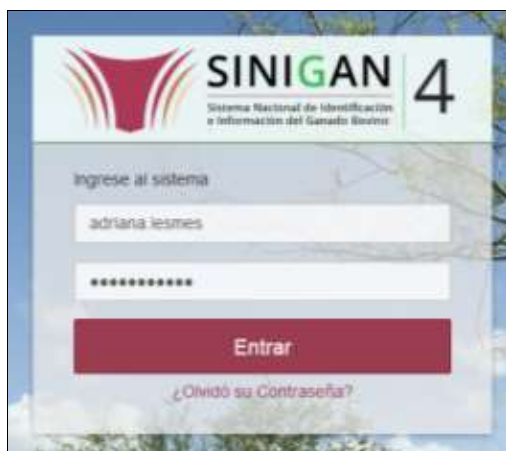 SINIGAN 4
Sistema Nacional de Identificación
e Información del Ganado Bovino
Ingrese al sistema
adriana.lesmes
•••••••••••
Entrar
¿Olvidó su Contraseña?